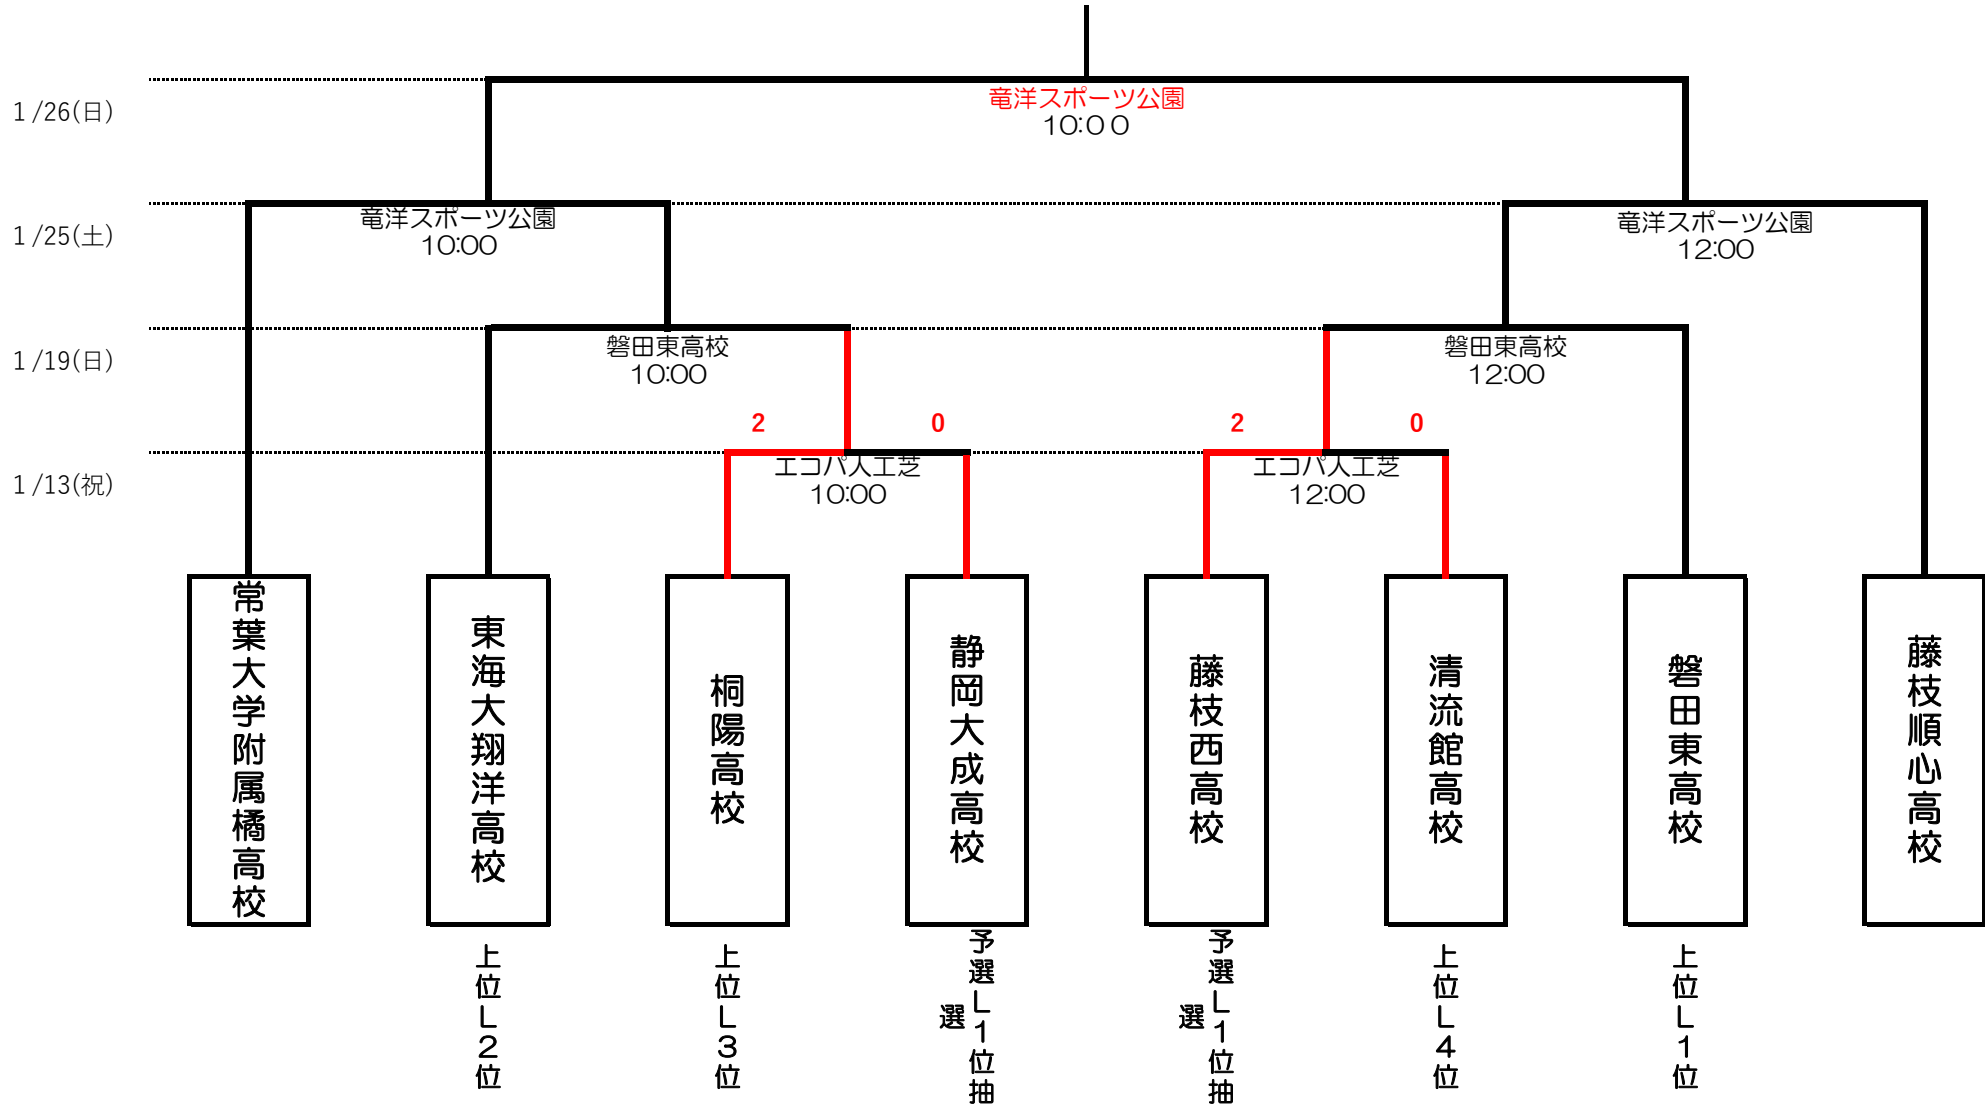 1/26(日)
竜洋スポーツ公園
10:00
1/25(土)
竜洋スポーツ公園
10:00
竜洋スポーツ公園
12:00
1/19(日)
磐田東高校
10:00
磐田東高校
12:00
2
0
2
0
1/13(祝)
エコパ人工芝
10:00
エコパ人工芝
12:00
常葉大学附属橘高校
東海大翔洋高校
桐陽高校
静岡大成高校
藤枝西高校
清流館高校
磐田東高校
藤枝順心高校
上位L2位
上位L3位
予選L1位抽
選
予選L1位抽
選
上位L4位
上位L1位